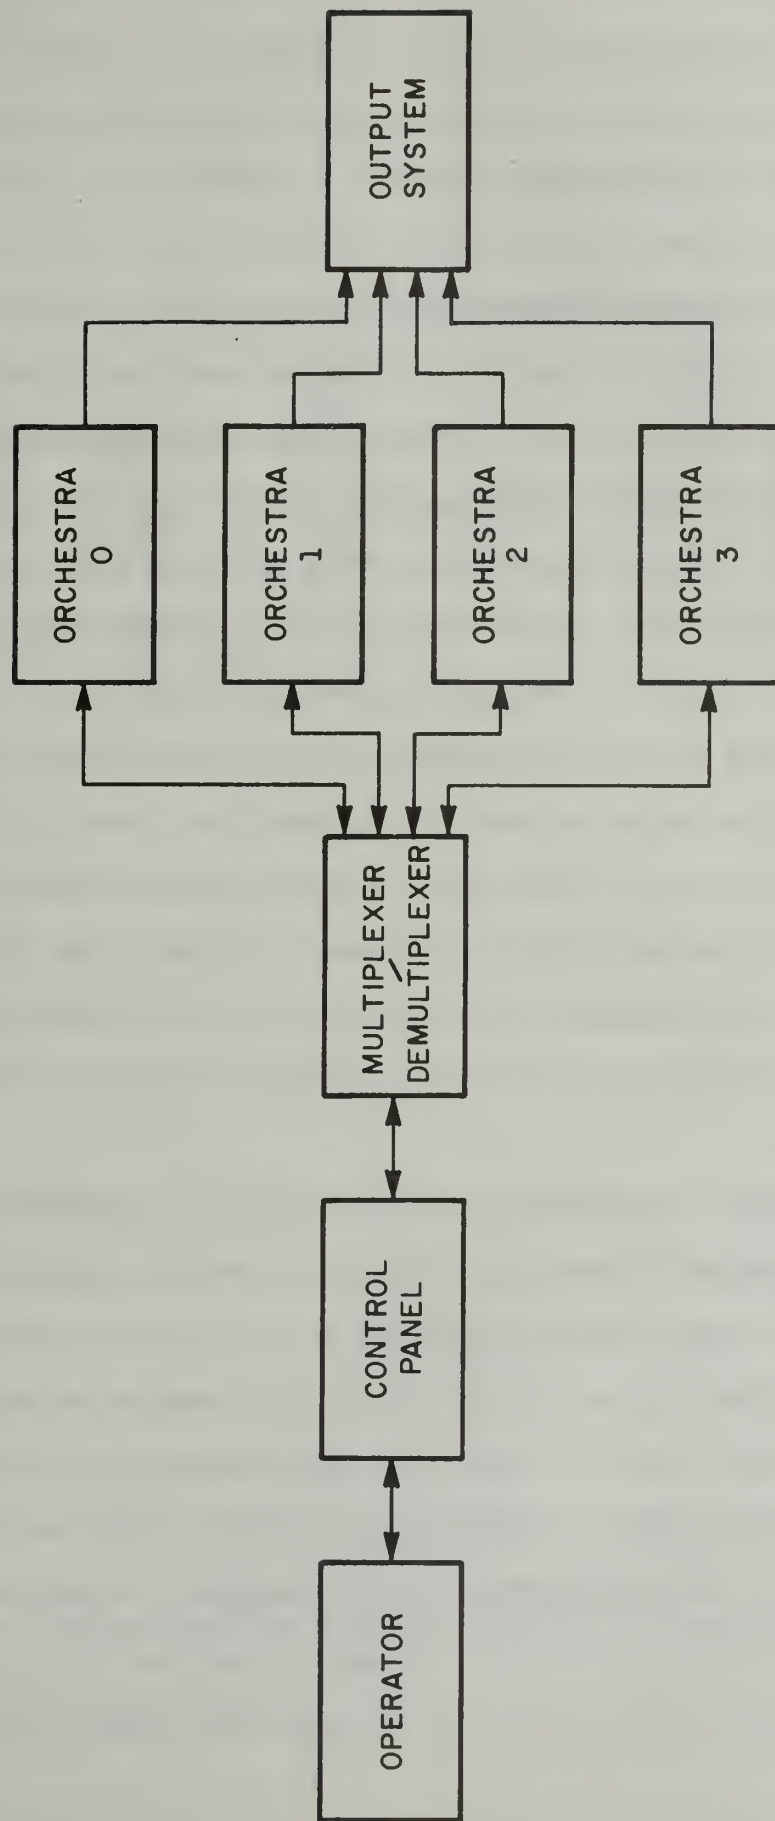 OPERATOR
CONTROL
PANEL
MULTIPLEXER
/
DEMULTIPLEXER
ORCHESTRA
0
ORCHESTRA
1
ORCHESTRA
2
ORCHESTRA
3
OUTPUT
SYSTEM